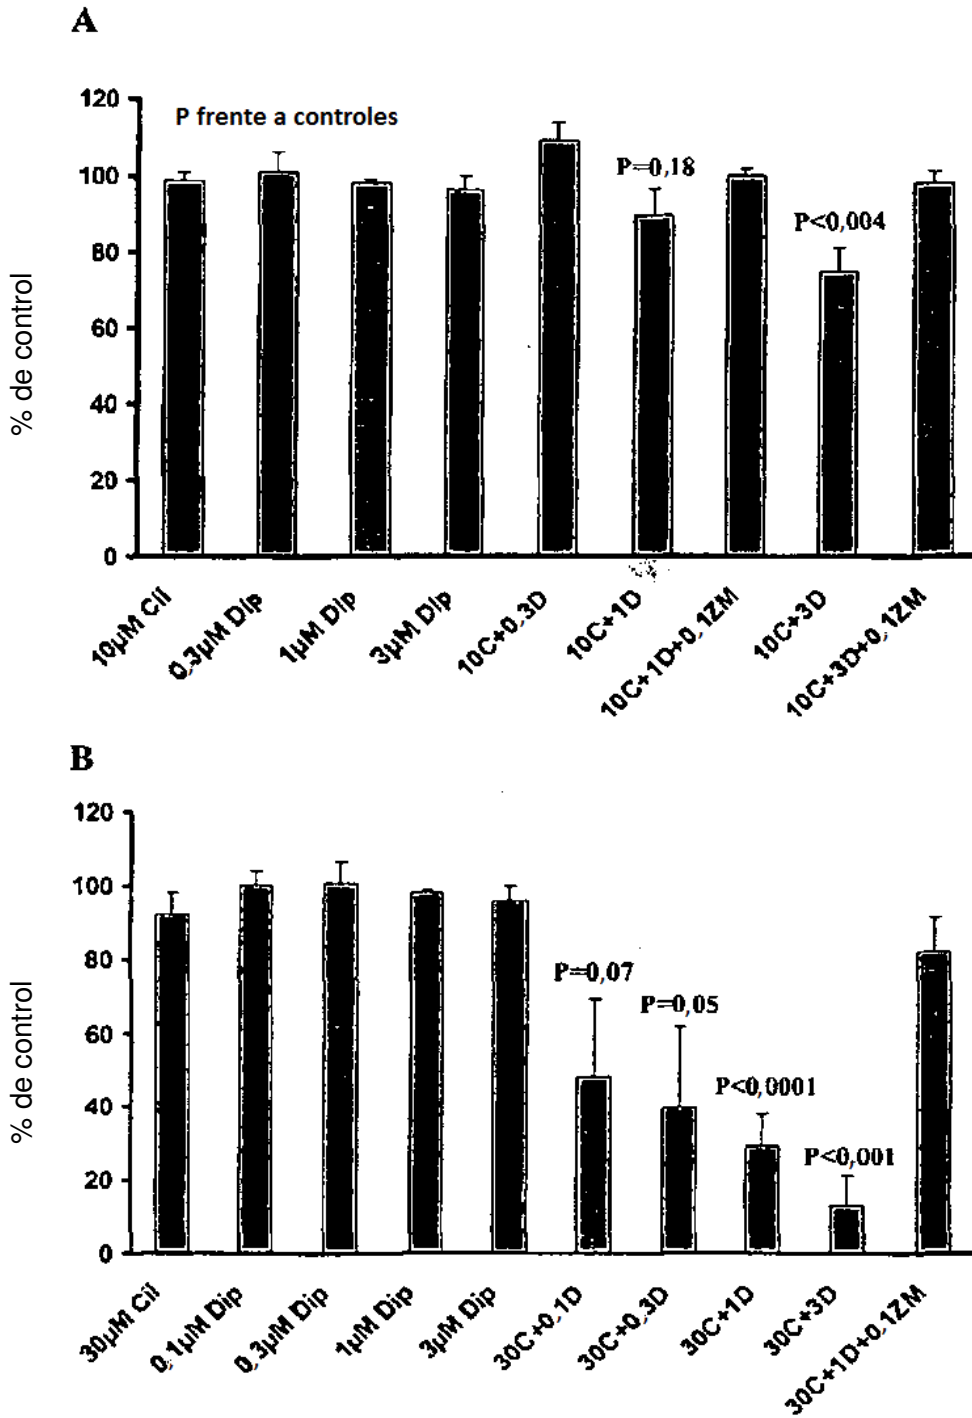 A
120
P frente a controles
100
P=0,18
P<0,004
80
60
40
20
0
% de control
10µM Cil
0,3µM Dip
1µM Dip
3µM Dip
10C+0,3D
10C+1D
10C+1D+0,1ZM
10C+3D
10C+3D+0,1ZM
B
120
100
80
P=0,07
P=0,05
60
P<0,0001
40
P<0,001
20
0
% de control
30µM Cil
0,1µM Dip
0,3µM Dip
1µM Dip
3µM Dip
30C+0,1D
30C+0,3D
30C+1D
30C+3D
30C+1D+0,1ZM